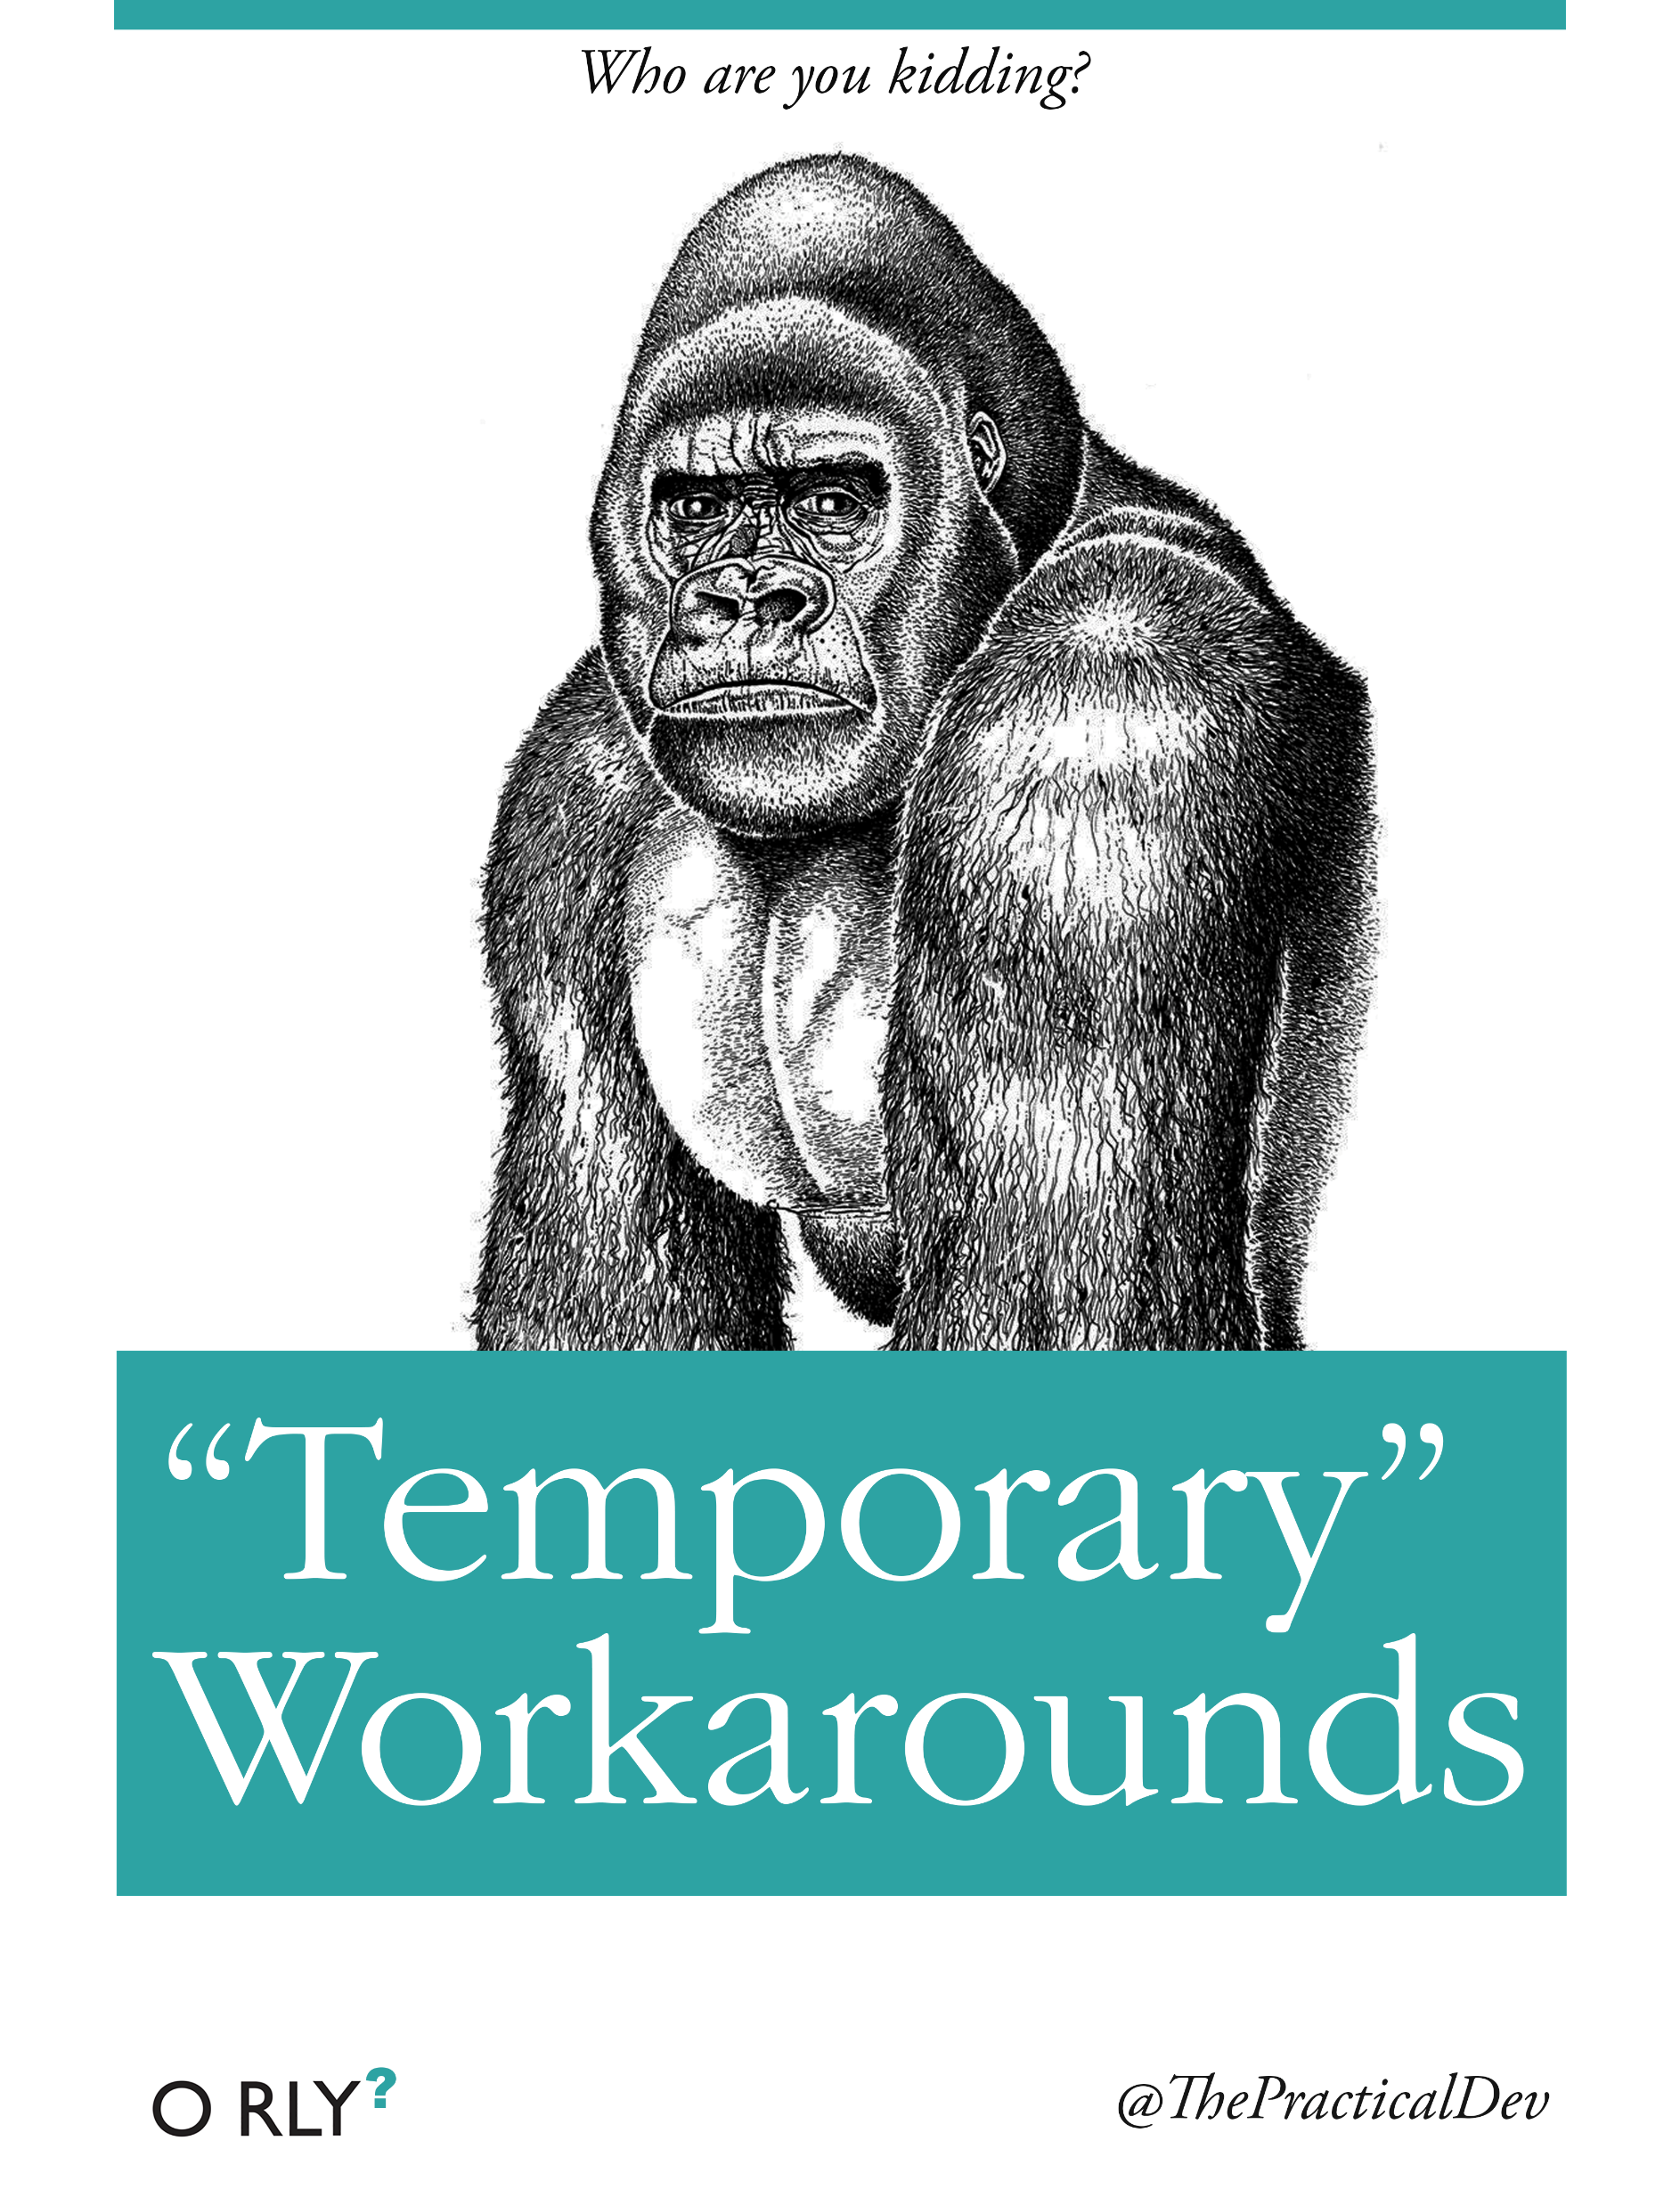 Who are you kidding?
“Temporary”
Workarounds
O RLY?
@ThePracticalDev